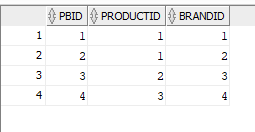 PBID PRODUCTID BRANDID
1 1 1 1
2 2 1 2
3 3 2 3
4 4 3 4